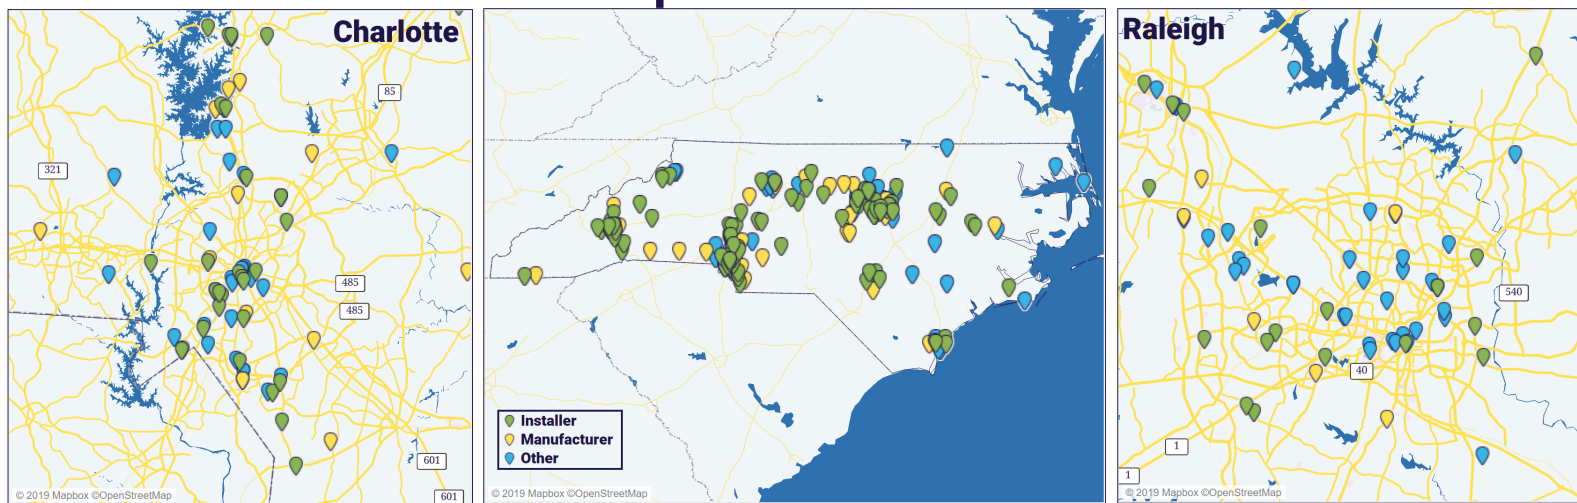 Charlotte
85
321
485
485
601
601
© 2019 Mapbox ©OpenStreetMap
Installer
Manufacturer
Other
© 2019 Mapbox ©OpenStreetMap
Raleigh
540
40
1
1
© 2019 Mapbox ©OpenStreetMap